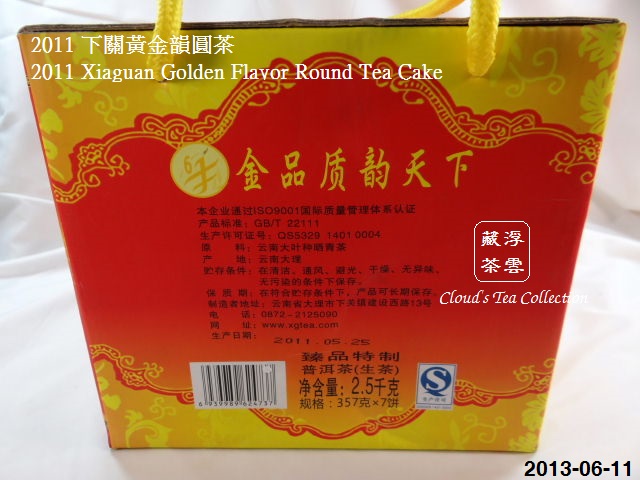 2011 下關黃金韻圓茶
2011 Xiaguan Golden Flavor Round Tea Cake
金品质韵天下
本企业通过ISO9001国际质量管理体系认证
产品标准：GB/T 22111
生产许可证号：QS5329 1401 0004
原　　料：云南大叶种晒青茶
产　　地：云南大理
贮存条件：在清洁、通风、避光、干燥、无异味、
无污染的条件下保存。
保 质 期：在符合贮存条件下，产品可长期保存。
制造者地址：云南省大理市下关镇建设西路13号
电　　话：0872-2125090
网　　址：www.xgtea.com
生产日期：
2011.05.25
浮雲
藏茶
Cloud's Tea Collection
臻品特制
普洱茶(生茶)
净含量：2.5千克
规格：357克×7饼
6 939989 624737
2013-06-11